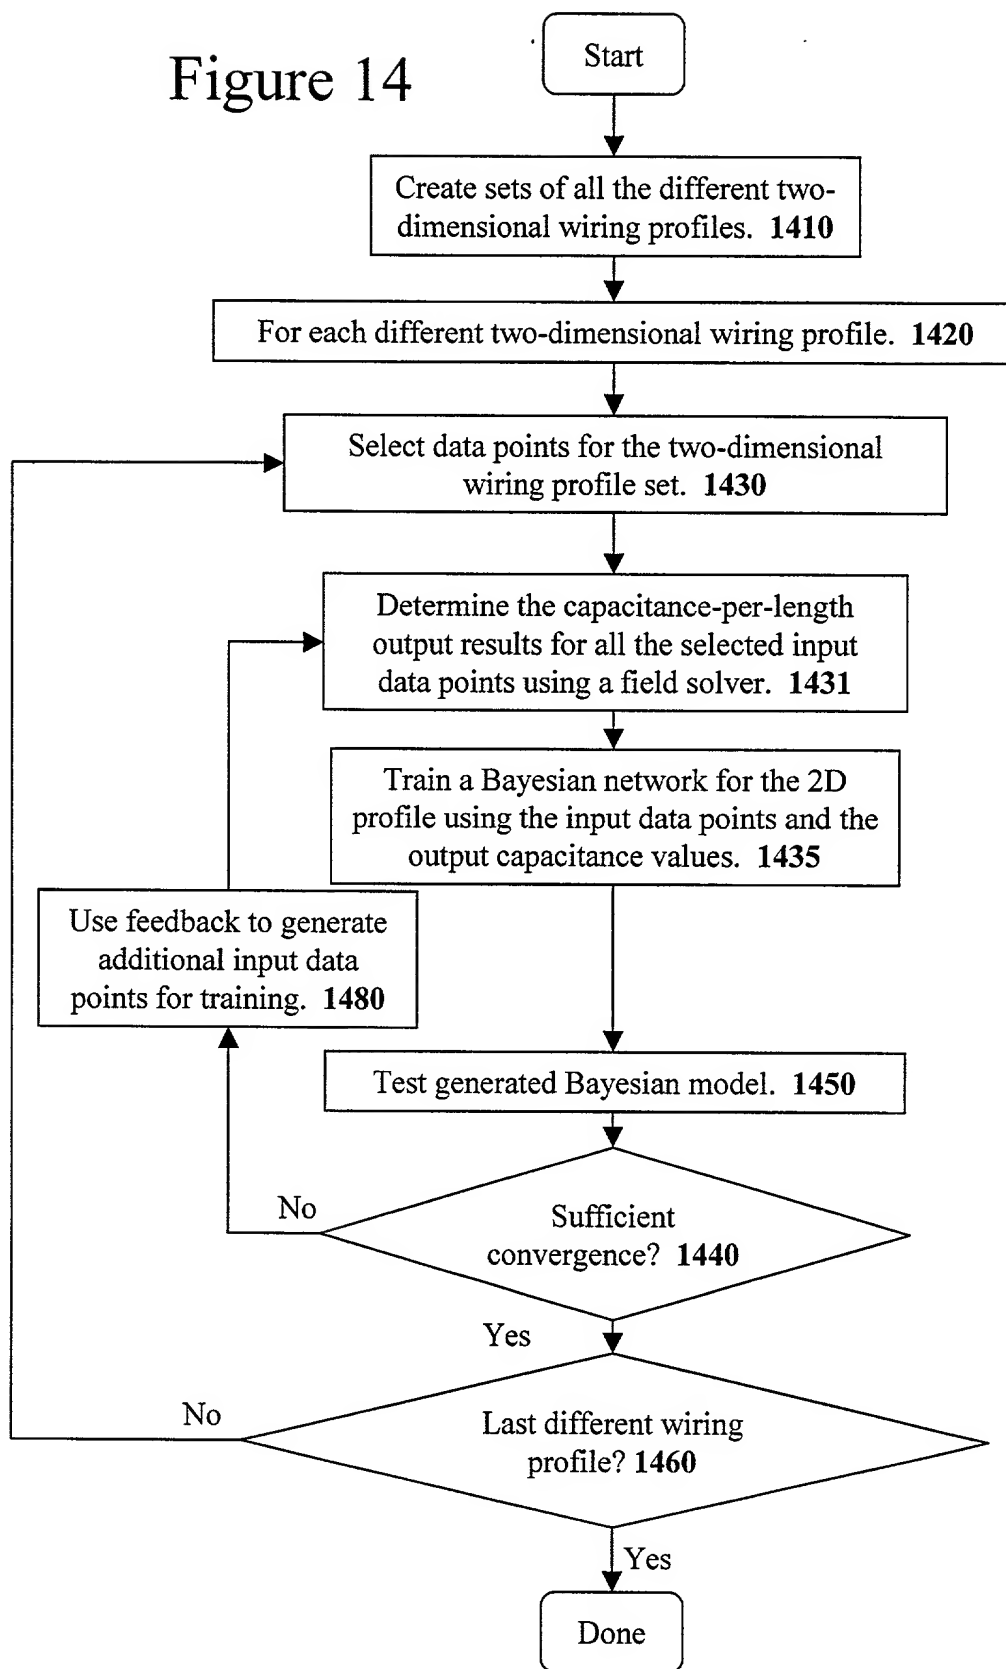 Figure 14
Start
Create sets of all the different two-
dimensional wiring profiles. 1410
For each different two-dimensional wiring profile. 1420
Select data points for the two-dimensional
wiring profile set. 1430
Determine the capacitance-per-length
output results for all the selected input
data points using a field solver. 1431
Train a Bayesian network for the 2D
profile using the input data points and the
output capacitance values. 1435
Use feedback to generate
additional input data
points for training. 1480
Test generated Bayesian model. 1450
No
Sufficient
convergence? 1440
Yes
No
Last different wiring
profile? 1460
Yes
Done